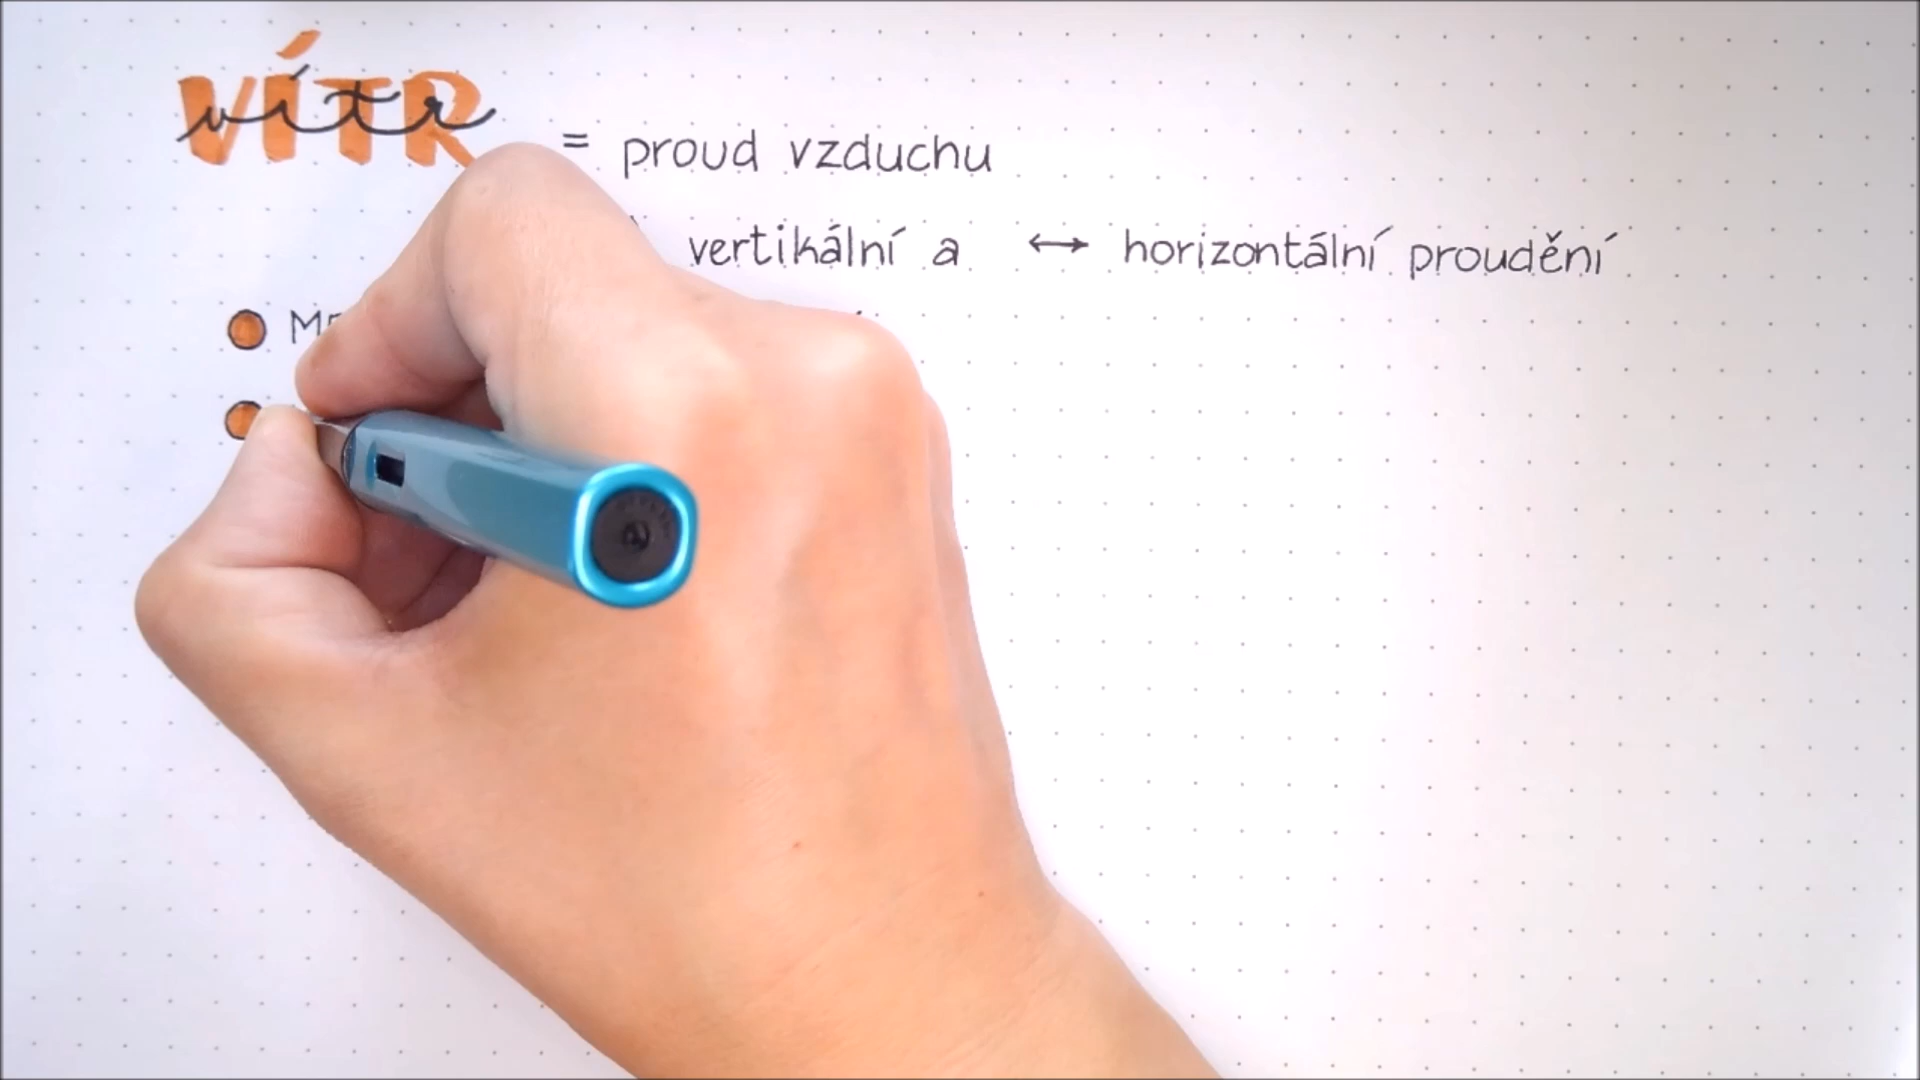 VÍTR
vítr
= proud vzduchu
vertikální a ↔ horizontální proudění